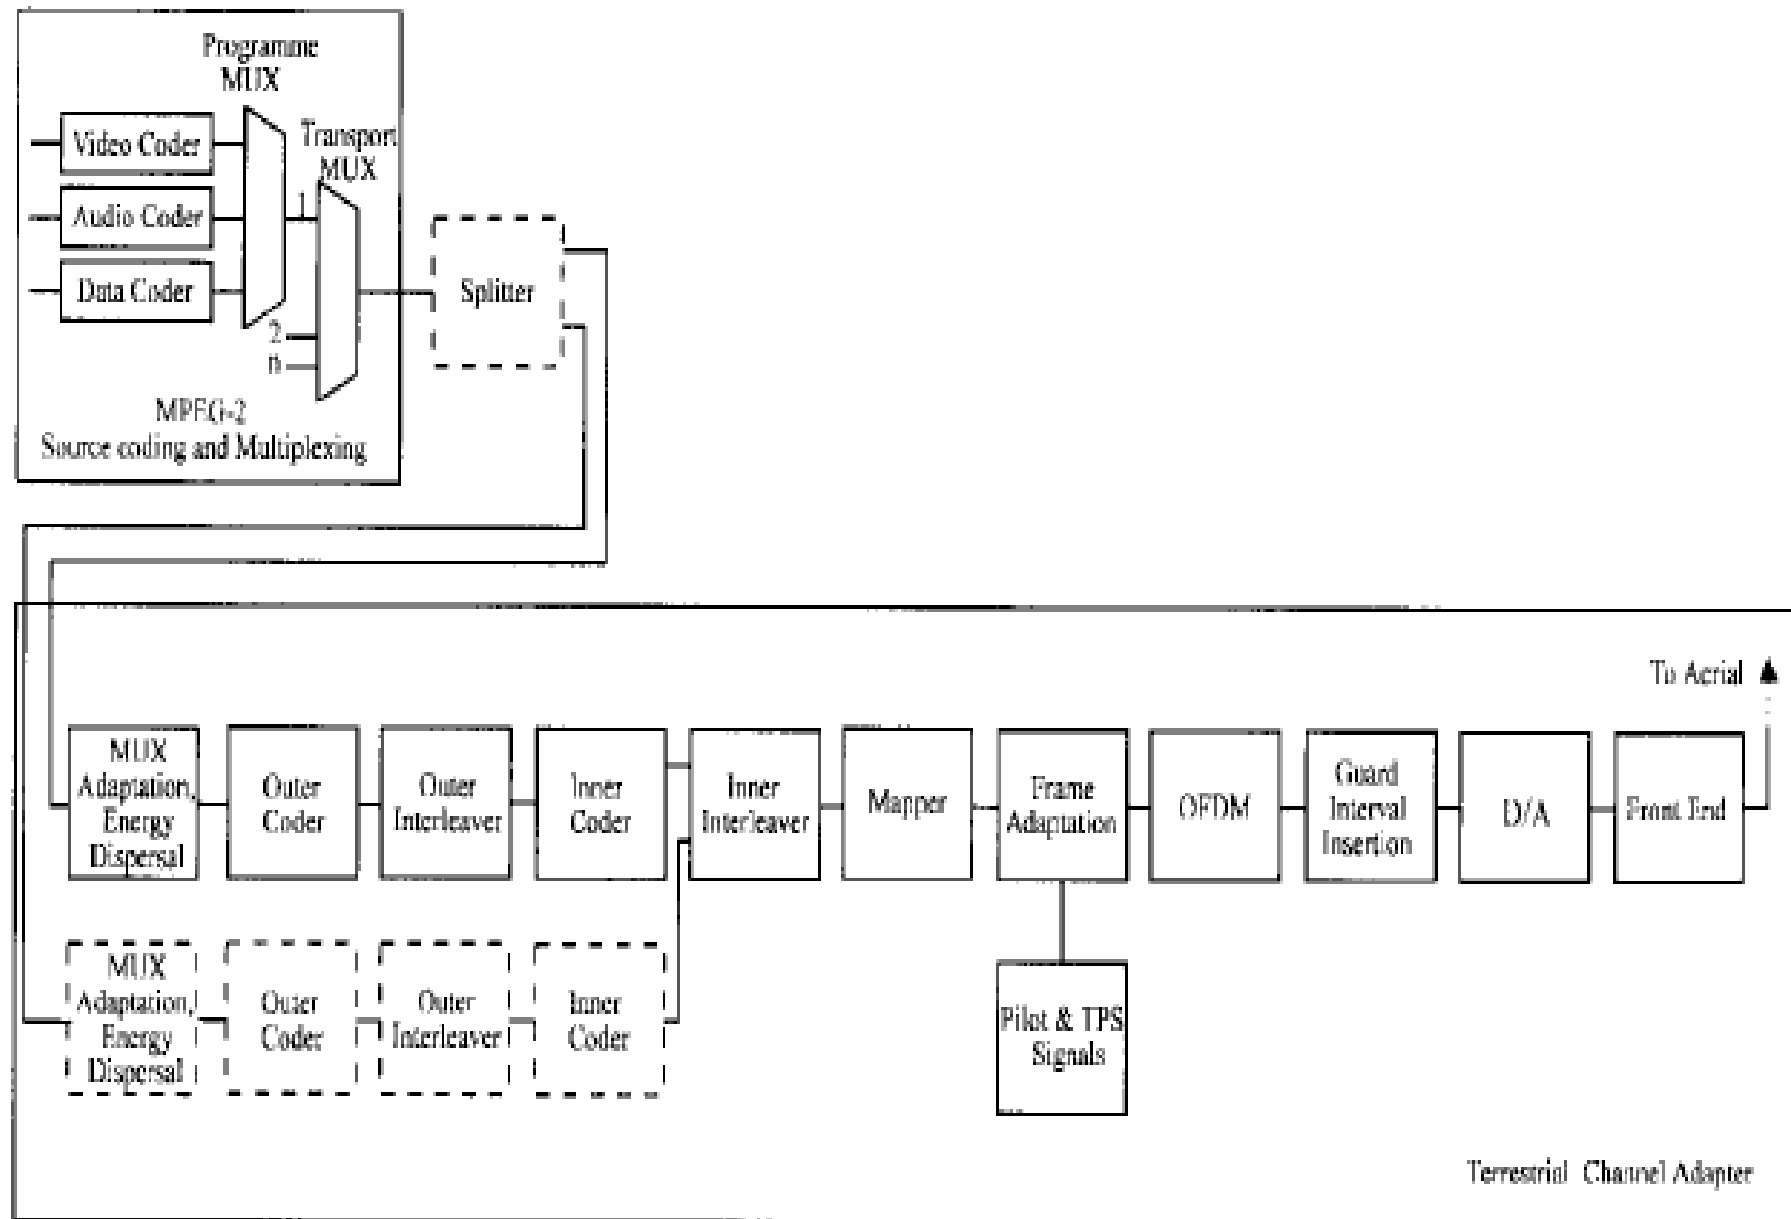 Programme
MUX
Video Coder
Transport
MUX
Audio Coder
1
Data Coder
Splitter
2
n
MPEG-2
Source coding and Multiplexing
To Aerial
MUX
Adaptation,
Energy
Dispersal
Outer
Coder
Outer
Interleaver
Inner
Coder
Inner
Interleaver
Mapper
Frame
Adaptation
OFDM
Guard
Interval
Insertion
D/A
Front End
MUX
Adaptation,
Energy
Dispersal
Outer
Coder
Outer
Interleaver
Inner
Coder
Pilot & TPS
Signals
Terrestrial Channel Adapter